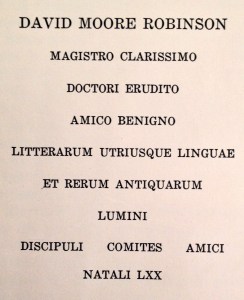 DAVID MOORE ROBINSON
MAGISTRO CLARISSIMO
DOCTORI ERUDITO
AMICO BENIGNO
LITTERARUM UTRIUSQUE LINGUAE
ET RERUM ANTIQUARUM
LUMINI
DISCIPULI COMITES AMICI
NATALI LXX